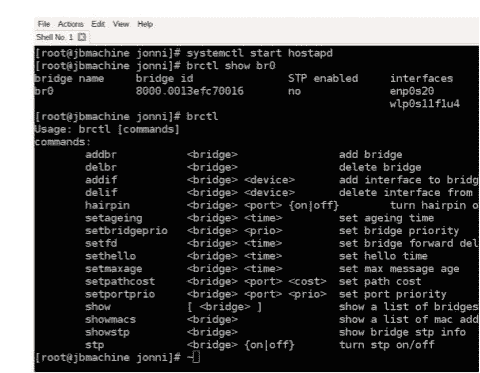 File Actions Edit View Help
Shell No. 1
[root@jbmachine jonni]# systemctl start hostapd
[root@jbmachine jonni]# brctl show br0
bridge name bridge id STP enabled interfaces
br0 8000.0013efc70016 no enp0s20
wlp0s11f1u4
[root@jbmachine jonni]# brctl
Usage: brctl [commands]
commands:
addbr <bridge> add bridge
delbr <bridge> delete bridge
addif <bridge> <device> add interface to bridg
delif <bridge> <device> delete interface from
hairpin <bridge> <port> {on|off} turn hairpin o
setageing <bridge> <time> set ageing time
setbridgeprio <bridge> <prio> set bridge priority
setfd <bridge> <time> set bridge forward del
sethello <bridge> <time> set hello time
setmaxage <bridge> <time> set max message age
setpathcost <bridge> <port> <cost> set path cost
setportprio <bridge> <port> <prio> set port priority
show [ <bridge> ] show a list of bridges
showmacs <bridge> show a list of mac add
showstp <bridge> show bridge stp info
stp <bridge> {on|off} turn stp on/off
[root@jbmachine jonni]# ~